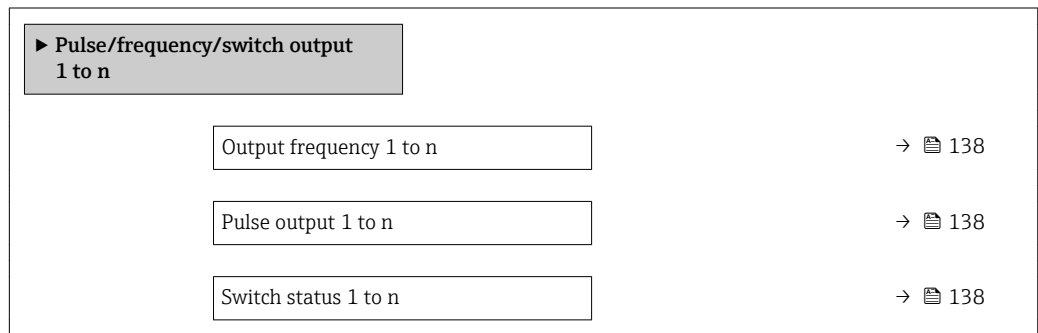 ▶ Pulse/frequency/switch output
1 to n
Output frequency 1 to n → 138
Pulse output 1 to n → 138
Switch status 1 to n → 138